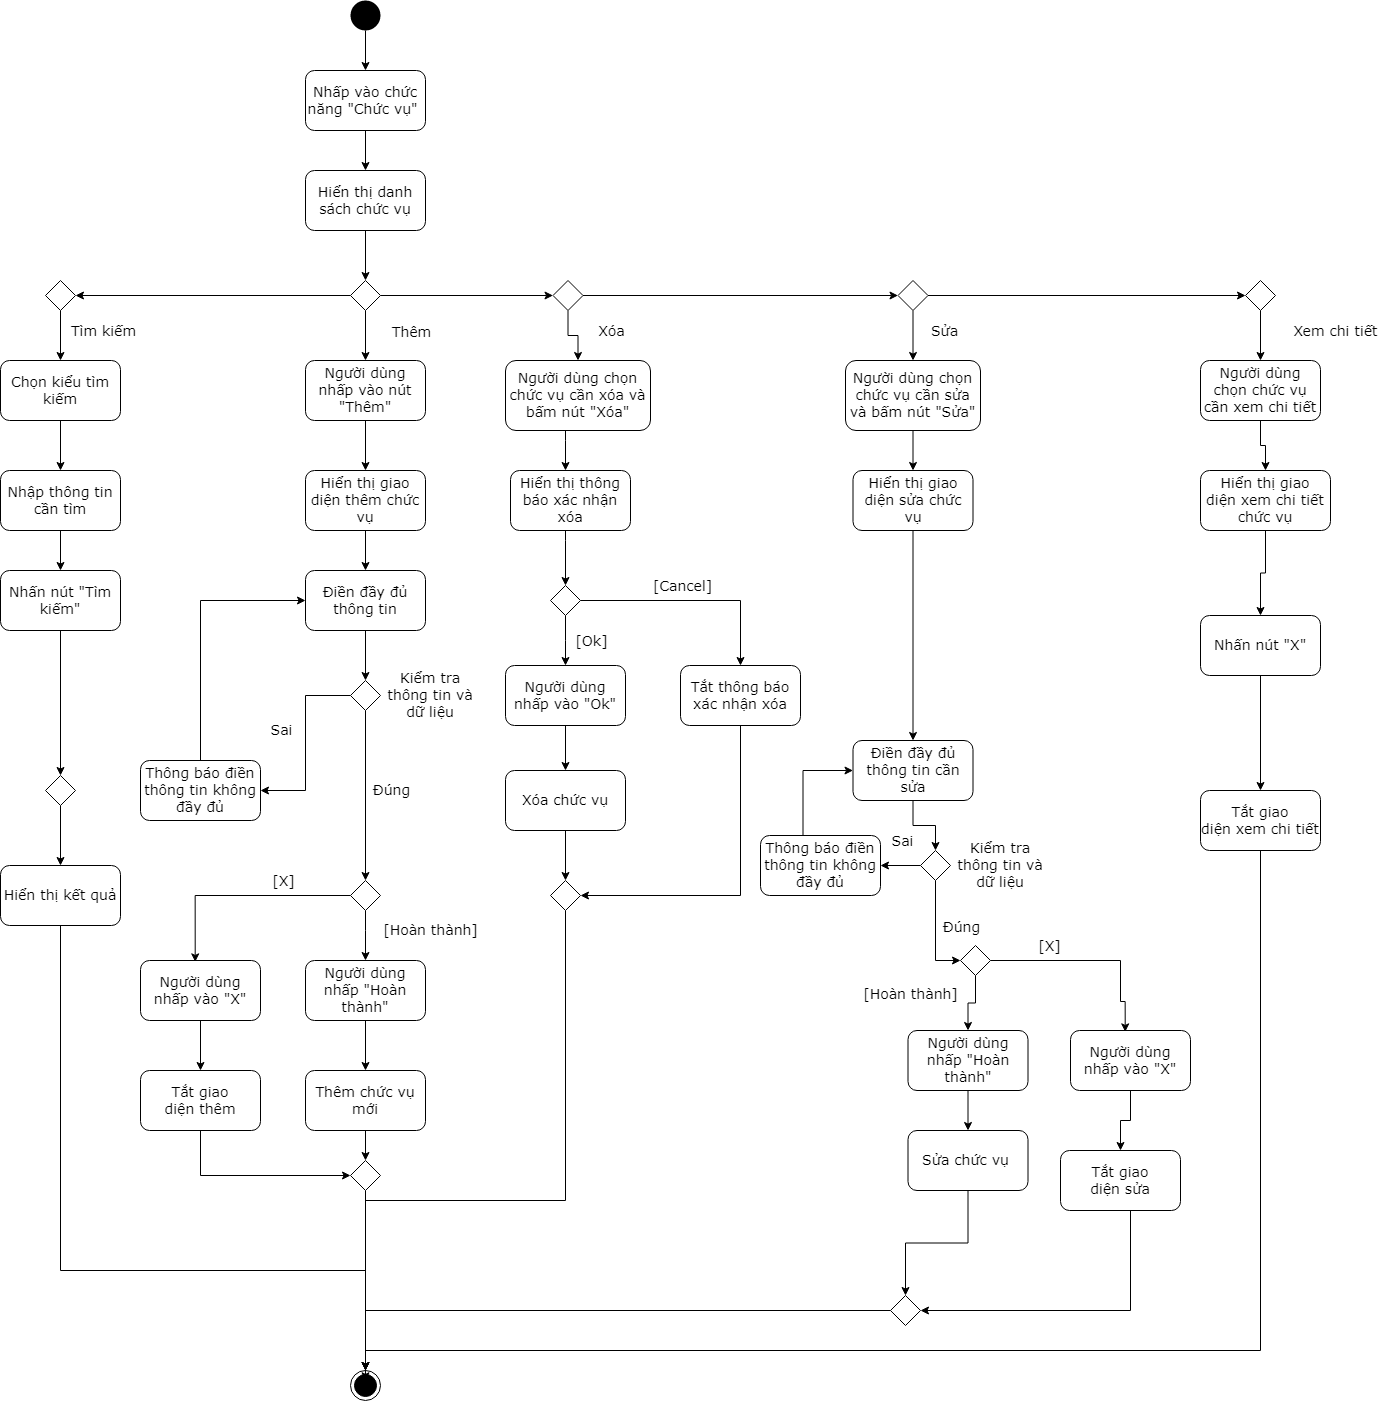 Nhấp vào chức
năng "Chức vụ"
Hiển thị danh
sách chức vụ
Tìm kiếm
Thêm
Xóa
Sửa
Xem chi tiết
Chọn kiểu tìm
kiếm
Người dùng
nhấp vào nút
"Thêm"
Người dùng chọn
chức vụ cần xóa và
bấm nút "Xóa"
Người dùng chọn
chức vụ cần sửa
và bấm nút "Sửa"
Người dùng
chọn chức vụ
cần xem chi tiết
Nhập thông tin
cần tìm
Hiển thị giao
diện thêm chức
vụ
Hiển thị thông
báo xác nhận
xóa
Hiển thị giao
diện sửa chức
vụ
Hiển thị giao
diện xem chi tiết
chức vụ
Nhấn nút "Tìm
kiếm"
Điền đầy đủ
thông tin
[Cancel]
[Ok]
Nhấn nút "X"
Kiểm tra
thông tin và
dữ liệu
Người dùng
nhấp vào "Ok"
Tắt thông báo
xác nhận xóa
Sai
Thông báo điền
thông tin không
đầy đủ
Đúng
Xóa chức vụ
Điền đầy đủ
thông tin cần
sửa
Tắt giao
diện xem chi tiết
Sai
Thông báo điền
thông tin không
đầy đủ
Kiểm tra
thông tin và
dữ liệu
Hiển thị kết quả
[X]
[Hoàn thành]
Đúng
[X]
Người dùng
nhấp vào "X"
Người dùng
nhấp "Hoàn
thành"
[Hoàn thành]
Người dùng
nhấp "Hoàn
thành"
Người dùng
nhấp vào "X"
Tắt giao
diện thêm
Thêm chức vụ
mới
Sửa chức vụ
Tắt giao
diện sửa